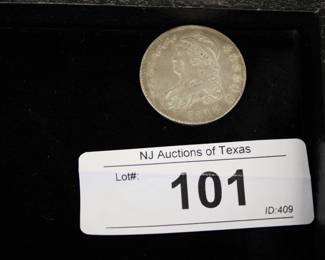 NJ Auctions of Texas
Lot#:
101
ID:409